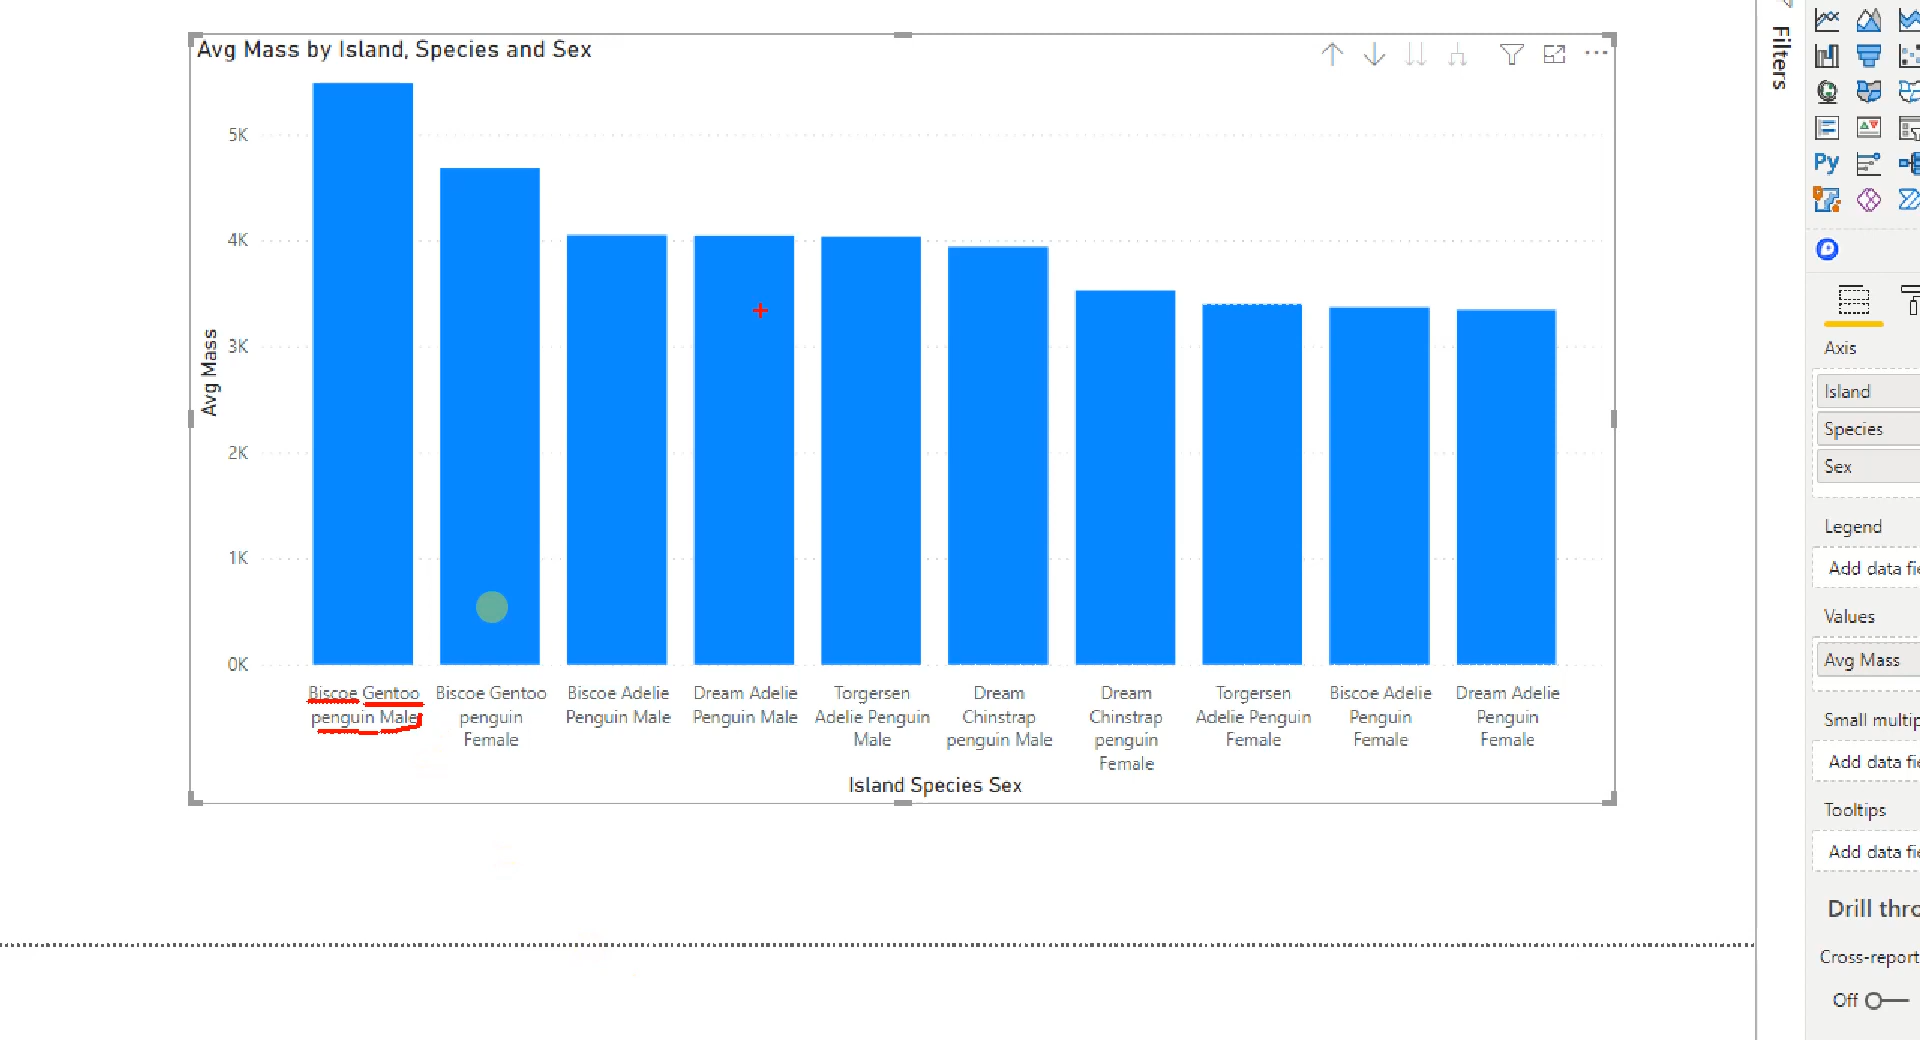 Avg Mass by Island, Species and Sex
5K
4K
3K
2K
1K
0K
Avg Mass
Biscoe Gentoo
penguin Male
Biscoe Gentoo
penguin
Female
Biscoe Adelie
Penguin Male
Dream Adelie
Penguin Male
Torgersen
Adelie Penguin
Male
Dream
Chinstrap
penguin Male
Dream
Chinstrap
penguin
Female
Torgersen
Adelie Penguin
Female
Biscoe Adelie
Penguin
Female
Dream Adelie
Penguin
Female
Island Species Sex
Filters
Py
Axis
Island
Species
Sex
Legend
Add data fie
Values
Avg Mass
Small multip
Add data fie
Tooltips
Add data fie
Drill thro
Cross-report
Off